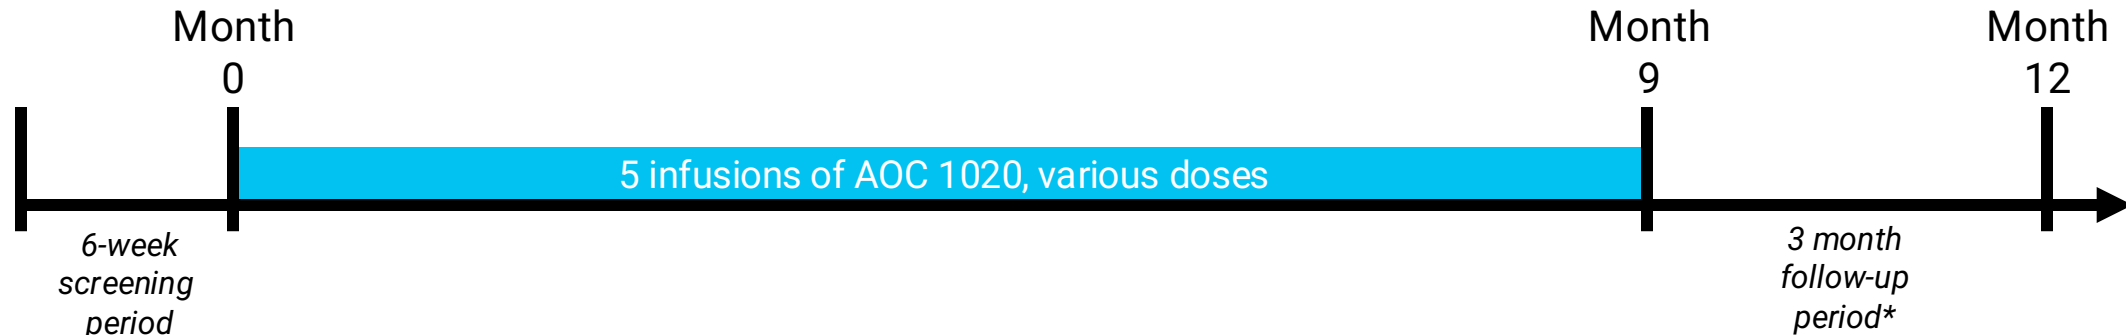 Month
0
Month
9
Month
12
5 infusions of AOC 1020, various doses
6-week
screening
period
3 month
follow-up
period*